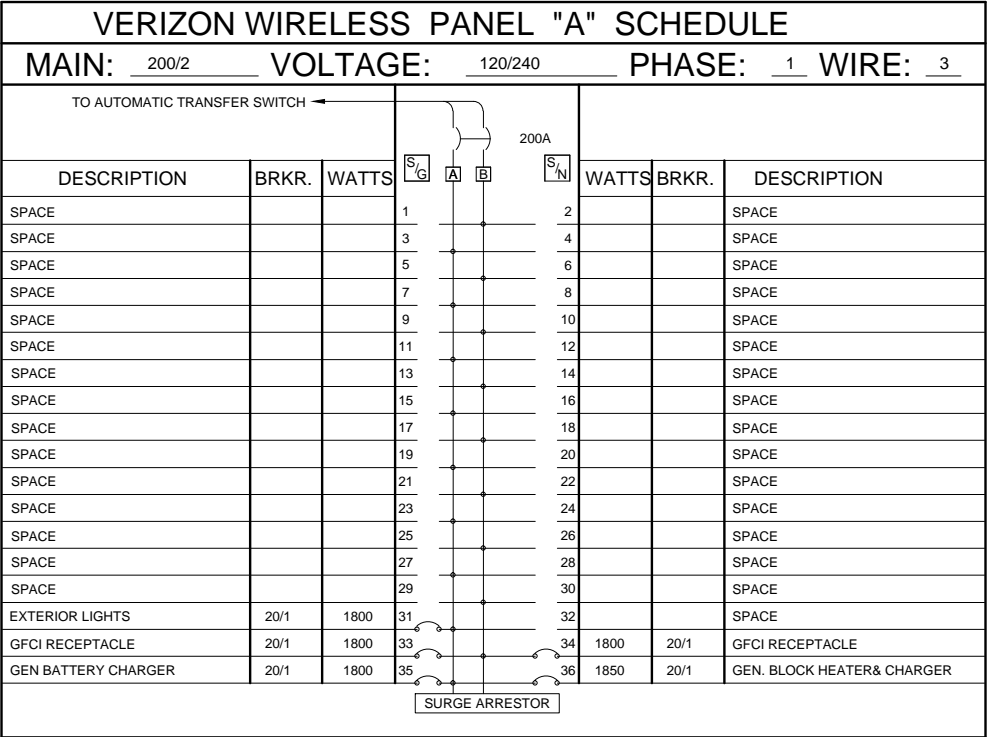 VERIZON WIRELESS PANEL "A" SCHEDULE
MAIN: 200/2 VOLTAGE: 120/240 PHASE: 1 WIRE: 3
TO AUTOMATIC TRANSFER SWITCH
200A
DESCRIPTION BRKR. WATTS S/G A B S/N WATTS BRKR. DESCRIPTION
SPACE 1 2 SPACE
SPACE 3 4 SPACE
SPACE 5 6 SPACE
SPACE 7 8 SPACE
SPACE 9 10 SPACE
SPACE 11 12 SPACE
SPACE 13 14 SPACE
SPACE 15 16 SPACE
SPACE 17 18 SPACE
SPACE 19 20 SPACE
SPACE 21 22 SPACE
SPACE 23 24 SPACE
SPACE 25 26 SPACE
SPACE 27 28 SPACE
SPACE 29 30 SPACE
EXTERIOR LIGHTS 20/1 1800 31 32 SPACE
GFCI RECEPTACLE 20/1 1800 33 34 1800 20/1 GFCI RECEPTACLE
GEN BATTERY CHARGER 20/1 1800 35 36 1850 20/1 GEN. BLOCK HEATER& CHARGER
SURGE ARRESTOR